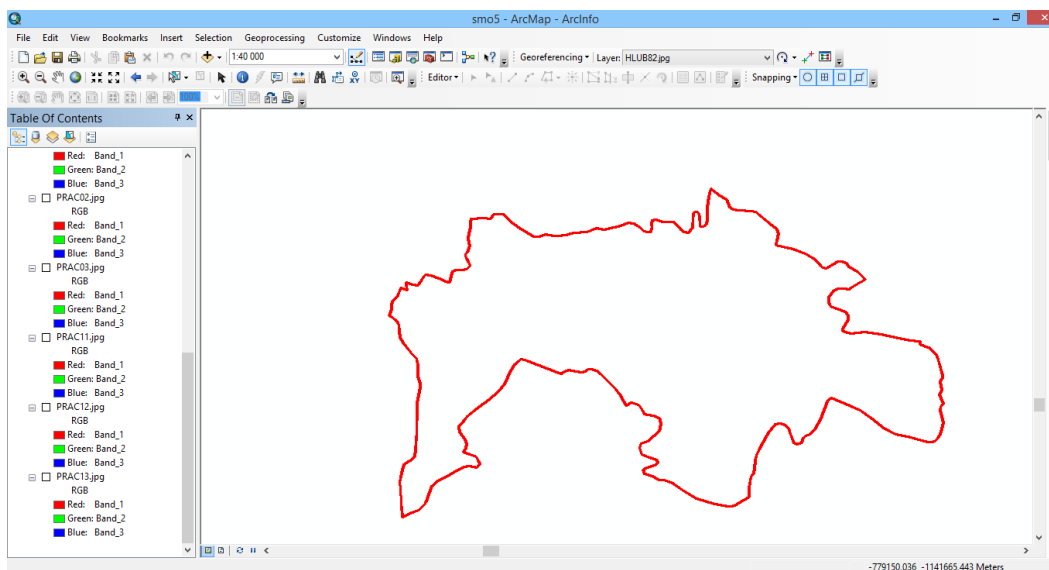 smo5 - ArcMap - ArcInfo
File Edit View Bookmarks Insert Selection Geoprocessing Customize Windows Help
1:40 000
Georeferencing
Layer: HLUB82.jpg
Editor
Snapping
100%
Table Of Contents
Red: Band_1
Green: Band_2
Blue: Band_3
PRAC02.jpg
RGB
Red: Band_1
Green: Band_2
Blue: Band_3
PRAC03.jpg
RGB
Red: Band_1
Green: Band_2
Blue: Band_3
PRAC11.jpg
RGB
Red: Band_1
Green: Band_2
Blue: Band_3
PRAC12.jpg
RGB
Red: Band_1
Green: Band_2
Blue: Band_3
PRAC13.jpg
RGB
Red: Band_1
Green: Band_2
Blue: Band_3
-779150,036 -1141665,443 Meters